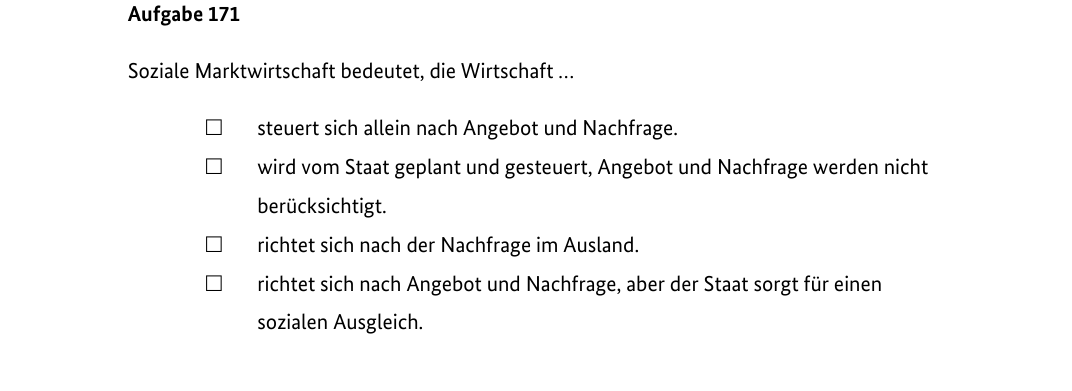 Aufgabe 171
Soziale Marktwirtschaft bedeutet, die Wirtschaft …
☐ steuert sich allein nach Angebot und Nachfrage.
☐ wird vom Staat geplant und gesteuert, Angebot und Nachfrage werden nicht
berücksichtigt.
☐ richtet sich nach der Nachfrage im Ausland.
☐ richtet sich nach Angebot und Nachfrage, aber der Staat sorgt für einen
sozialen Ausgleich.